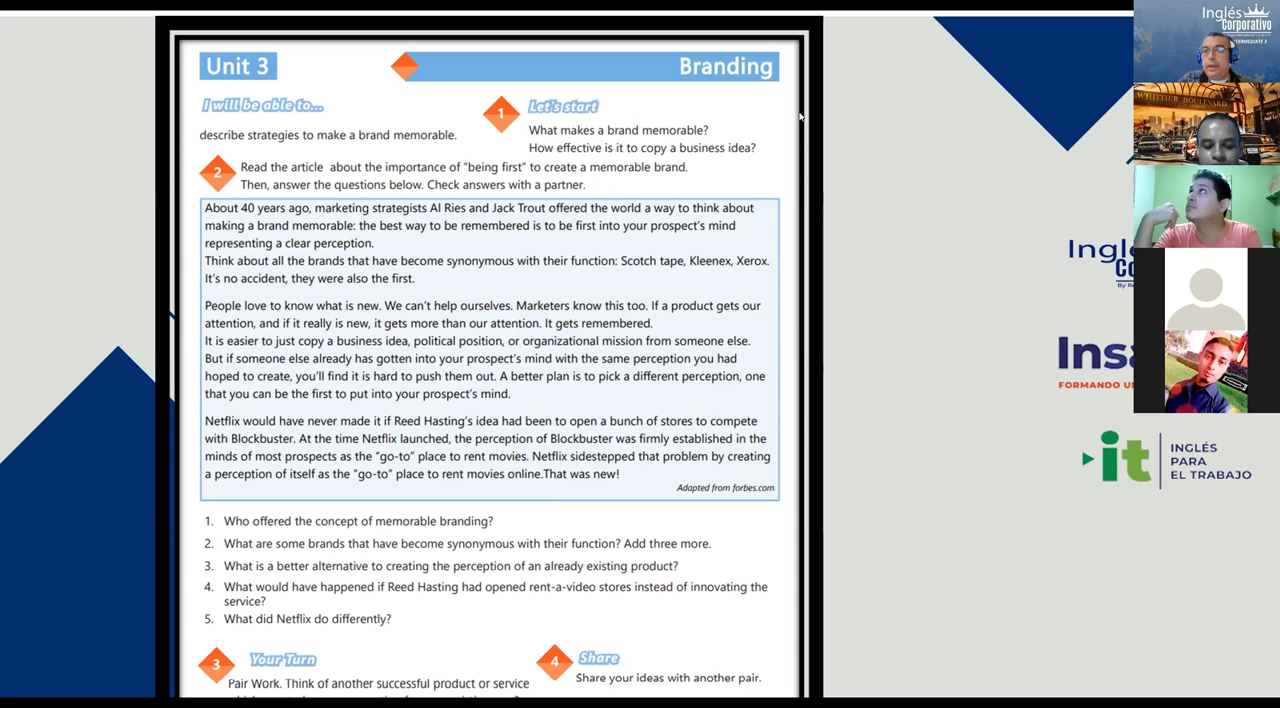 Unit 3
Branding
I will be able to...
describe strategies to make a brand memorable.
1
Let's start
What makes a brand memorable?
How effective is it to copy a business idea?
2
Read the article about the importance of "being first" to create a memorable brand.
Then, answer the questions below. Check answers with a partner.
About 40 years ago, marketing strategists Al Ries and Jack Trout offered the world a way to think about
making a brand memorable: the best way to be remembered is to be first into your prospect's mind
representing a clear perception.
Think about all the brands that have become synonymous with their function: Scotch tape, Kleenex, Xerox.
It's no accident, they were also the first.
People love to know what is new. We can't help ourselves. Marketers know this too. If a product gets our
attention, and if it really is new, it gets more than our attention. It gets remembered.
It is easier to just copy a business idea, political position, or organizational mission from someone else.
But if someone else already has gotten into your prospect's mind with the same perception you had
hoped to create, you'll find it is hard to push them out. A better plan is to pick a different perception, one
that you can be the first to put into your prospect's mind.
Netflix would have never made it if Reed Hasting's idea had been to open a bunch of stores to compete
with Blockbuster. At the time Netflix launched, the perception of Blockbuster was firmly established in the
minds of most prospects as the "go-to" place to rent movies. Netflix sidestepped that problem by creating
a perception of itself as the "go-to" place to rent movies online.That was new!
Adapted from forbes.com
1. Who offered the concept of memorable branding?
2. What are some brands that have become synonymous with their function? Add three more.
3. What is a better alternative to creating the perception of an already existing product?
4. What would have happened if Reed Hasting had opened rent-a-video stores instead of innovating the
service?
5. What did Netflix do differently?
3
Your Turn
Pair Work. Think of another successful product or service
4
Share
Share your ideas with another pair.
Inglés
Corporativo
INTERMEDIATE 3
WHITTIER BOULEVARD
Ingl
Co
By R
Insa
FORMANDO U
it
INGLÉS
PARA
EL TRABAJO